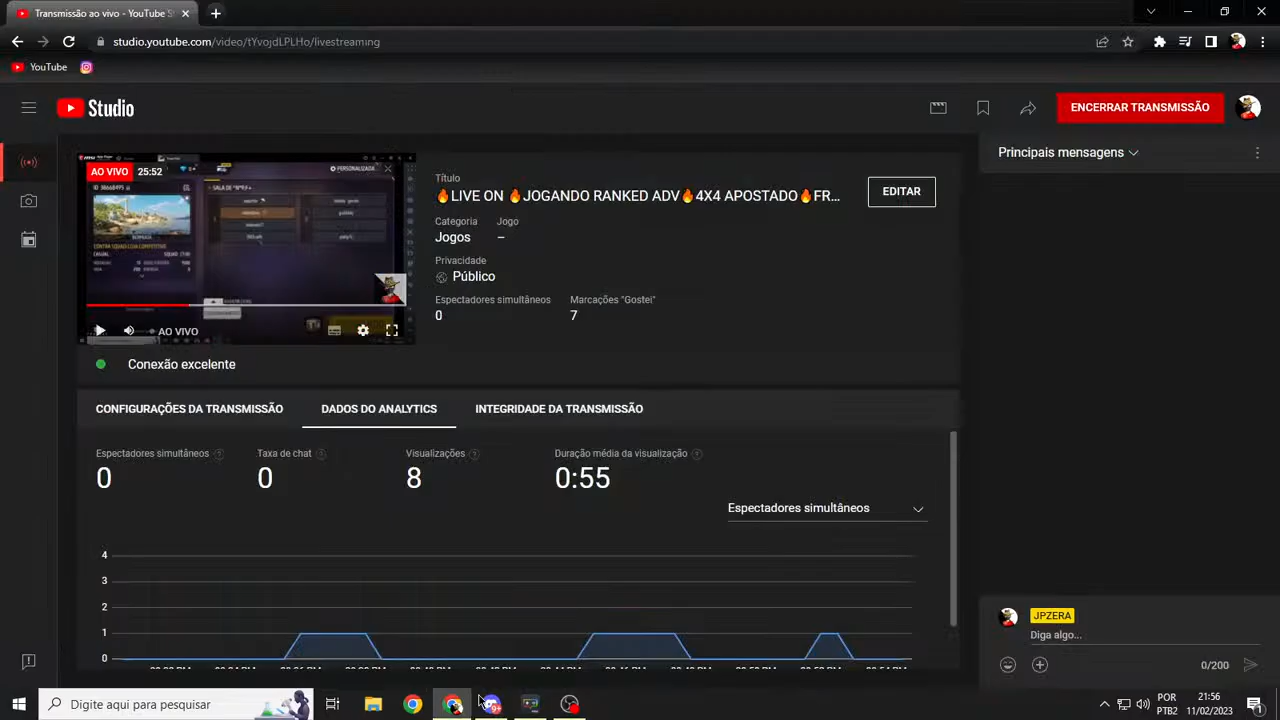 Transmissão ao vivo - YouTube S
studio.youtube.com/video/tYvojdLPLHo/livestreaming
YouTube
Studio
ENCERRAR TRANSMISSÃO
Principais mensagens
AO VIVO 25:52
PERSONALIZADA
Título
🔥LIVE ON 🔥JOGANDO RANKED ADV🔥4X4 APOSTADO🔥FR...
EDITAR
Categoria Jogo
Jogos –
Privacidade
Público
Espectadores simultâneos Marcações "Gostei"
0 7
AO VIVO
Conexão excelente
CONFIGURAÇÕES DA TRANSMISSÃO DADOS DO ANALYTICS INTEGRIDADE DA TRANSMISSÃO
Espectadores simultâneos Taxa de chat Visualizações Duração média da visualização
0 0 8 0:55
Espectadores simultâneos
4
3
2
1
0
JPZERA
Diga algo...
0/200
Digite aqui para pesquisar
POR
PTB2
21:56
11/02/2023